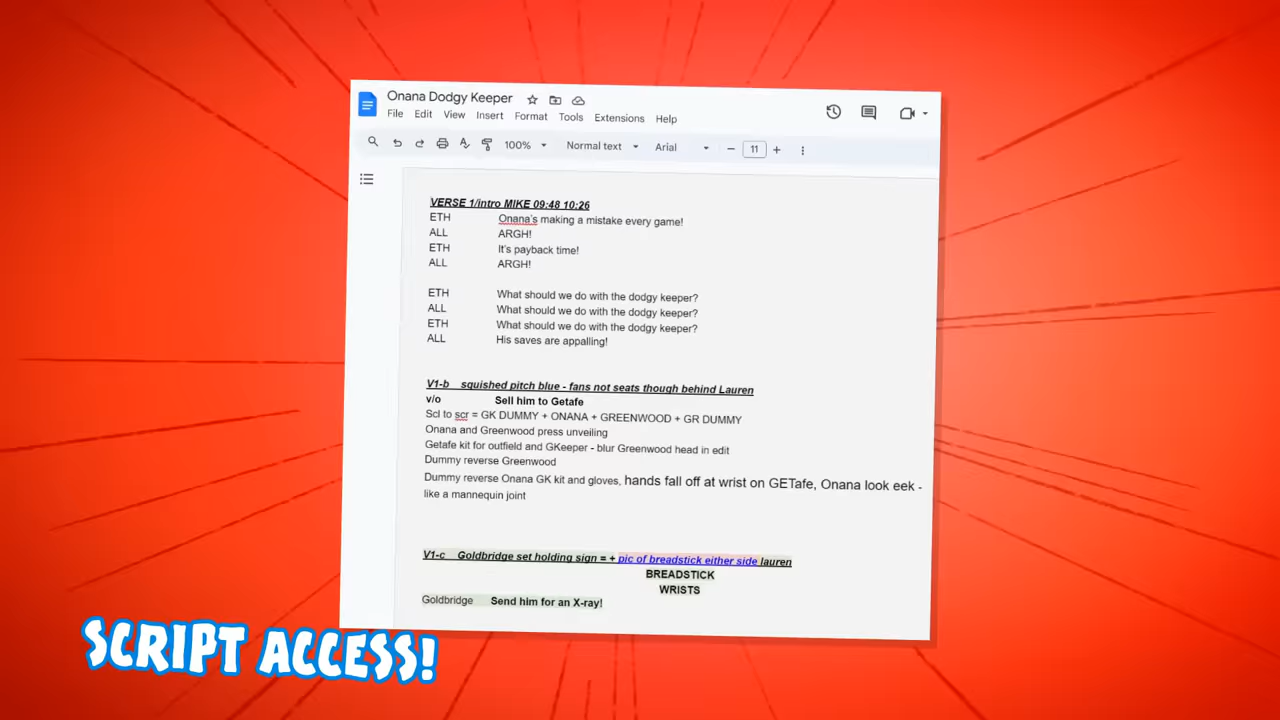 Onana Dodgy Keeper
File Edit View Insert Format Tools Extensions Help
100% Normal text Arial 11
VERSE 1/intro MIKE 09:48 10:26
ETH Onana's making a mistake every game!
ALL ARGH!
ETH It's payback time!
ALL ARGH!
ETH What should we do with the dodgy keeper?
ALL What should we do with the dodgy keeper?
ETH What should we do with the dodgy keeper?
ALL His saves are appalling!
V1-b squished pitch blue - fans not seats though behind Lauren
v/o Sell him to Getafe
Scl to scr = GK DUMMY + ONANA + GREENWOOD + GR DUMMY
Onana and Greenwood press unveiling
Getafe kit for outfield and GKeeper - blur Greenwood head in edit
Dummy reverse Greenwood
Dummy reverse Onana GK kit and gloves, hands fall off at wrist on GETafe, Onana look eek -
like a mannequin joint
V1-c Goldbridge set holding sign = + pic of breadstick either side lauren
BREADSTICK
WRISTS
Goldbridge Send him for an X-ray!
SCRIPT ACCESS!